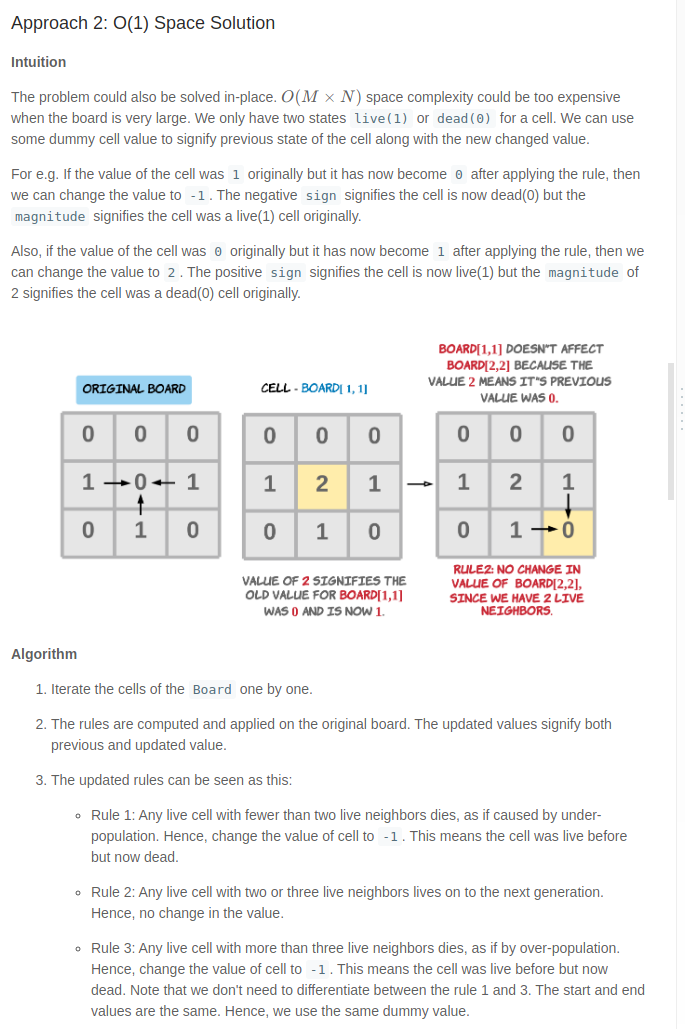 Approach 2: O(1) Space Solution
Intuition
The problem could also be solved in-place. O(M × N) space complexity could be too expensive
when the board is very large. We only have two states live(1) or dead(0) for a cell. We can use
some dummy cell value to signify previous state of the cell along with the new changed value.
For e.g. If the value of the cell was 1 originally but it has now become 0 after applying the rule, then
we can change the value to -1. The negative sign signifies the cell is now dead(0) but the
magnitude signifies the cell was a live(1) cell originally.
Also, if the value of the cell was 0 originally but it has now become 1 after applying the rule, then we
can change the value to 2. The positive sign signifies the cell is now live(1) but the magnitude of
2 signifies the cell was a dead(0) cell originally.
ORIGINAL BOARD
0 0 0
1 0 1
0 1 0
CELL - BOARD[ 1, 1]
0 0 0
1 2 1
0 1 0
VALUE OF 2 SIGNIFIES THE
OLD VALUE FOR BOARD[1,1]
WAS 0 AND IS NOW 1.
BOARD[1,1] DOESN"T AFFECT
BOARD[2,2] BECAUSE THE
VALUE 2 MEANS IT"S PREVIOUS
VALUE WAS 0.
0 0 0
1 2 1
0 1 0
RULE2: NO CHANGE IN
VALUE OF BOARD[2,2],
SINCE WE HAVE 2 LIVE
NEIGHBORS.
Algorithm
1. Iterate the cells of the Board one by one.
2. The rules are computed and applied on the original board. The updated values signify both
previous and updated value.
3. The updated rules can be seen as this:
◦ Rule 1: Any live cell with fewer than two live neighbors dies, as if caused by under-
population. Hence, change the value of cell to -1. This means the cell was live before
but now dead.
◦ Rule 2: Any live cell with two or three live neighbors lives on to the next generation.
Hence, no change in the value.
◦ Rule 3: Any live cell with more than three live neighbors dies, as if by over-population.
Hence, change the value of cell to -1. This means the cell was live before but now
dead. Note that we don't need to differentiate between the rule 1 and 3. The start and end
values are the same. Hence, we use the same dummy value.